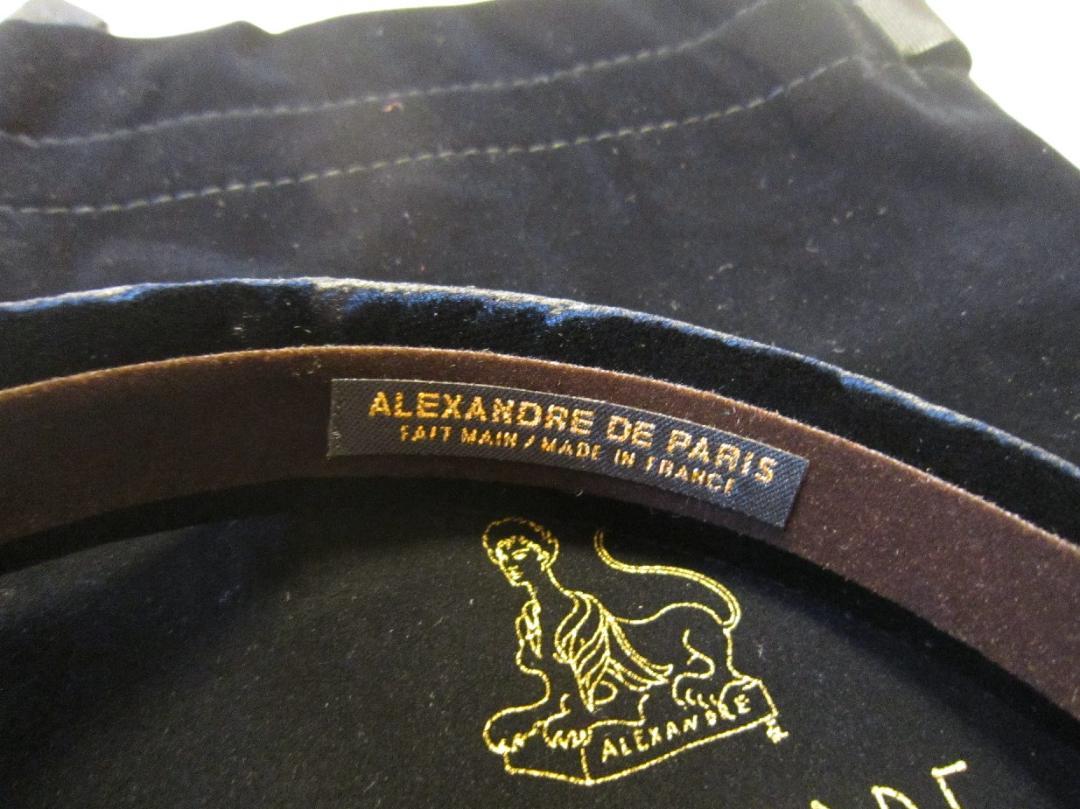 ALEXANDRE DE PARIS
FAIT MAIN / MADE IN FRANCE
ALEXANDRE